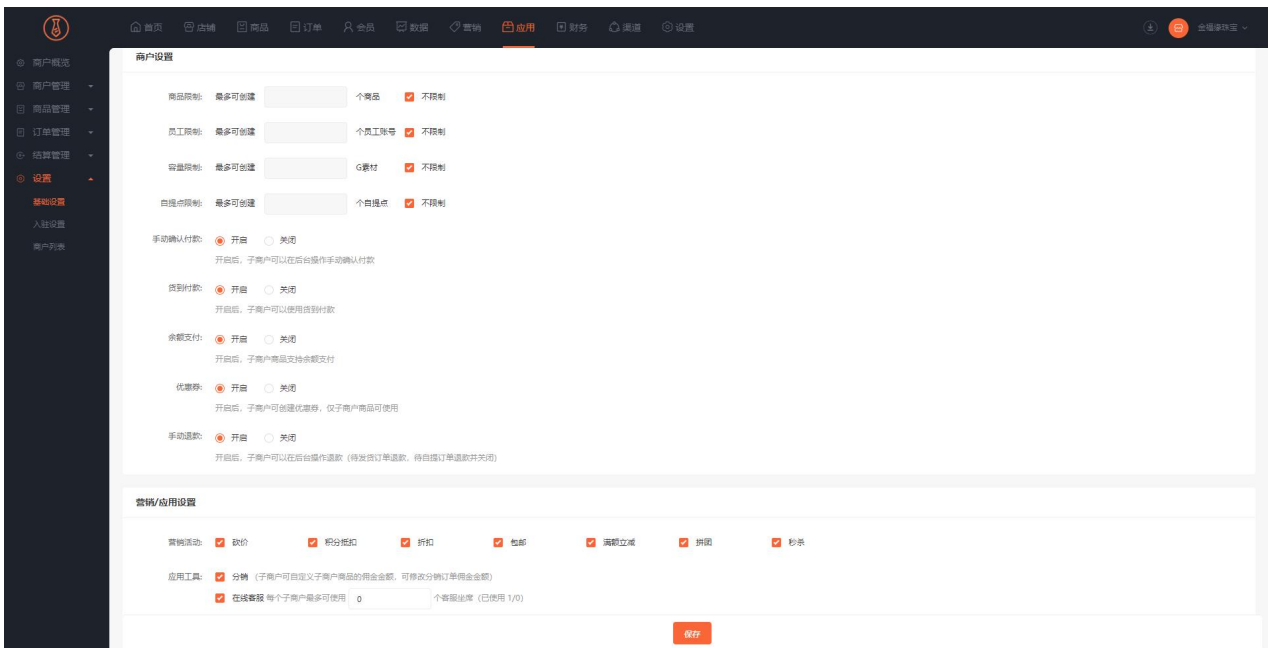 首页 店铺 商品 订单 会员 数据 营销 应用 财务 渠道 设置 金福缘珠宝
商户概览
商户管理
商品管理
订单管理
结算管理
设置
基础设置
入驻设置
商户列表
商户设置
商品限制: 最多可创建 个商品 不限制
员工限制: 最多可创建 个员工账号 不限制
容量限制: 最多可创建 G素材 不限制
自提点限制: 最多可创建 个自提点 不限制
手动确认付款: 开启 关闭
开启后，子商户可以在后台操作手动确认付款
货到付款: 开启 关闭
开启后，子商户可以使用货到付款
余额支付: 开启 关闭
开启后，子商户商品支持余额支付
优惠券: 开启 关闭
开启后，子商户可创建优惠券，仅子商户商品可使用
手动退款: 开启 关闭
开启后，子商户可以在后台操作退款（待发货订单退款，待自提订单退款并关闭）
营销/应用设置
营销活动: 砍价 积分抵扣 折扣 包邮 满额立减 拼团 秒杀
应用工具: 分销（子商户可自定义子商户商品的佣金金额，可修改分销订单佣金金额）
在线客服 每个子商户最多可使用 0 个客服坐席（已使用 1/0）
保存